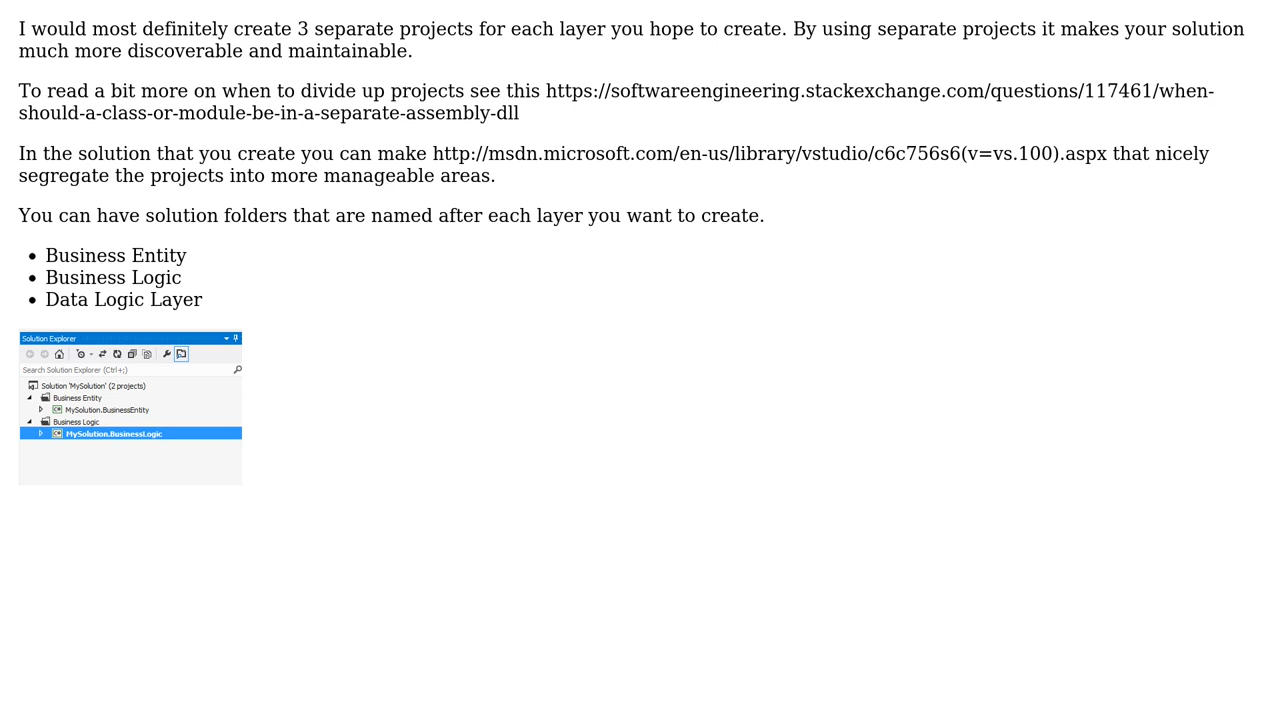 I would most definitely create 3 separate projects for each layer you hope to create. By using separate projects it makes your solution
much more discoverable and maintainable.
To read a bit more on when to divide up projects see this https://softwareengineering.stackexchange.com/questions/117461/when-
should-a-class-or-module-be-in-a-separate-assembly-dll
In the solution that you create you can make http://msdn.microsoft.com/en-us/library/vstudio/c6c756s6(v=vs.100).aspx that nicely
segregate the projects into more manageable areas.
You can have solution folders that are named after each layer you want to create.
• Business Entity
• Business Logic
• Data Logic Layer
Solution Explorer
Search Solution Explorer (Ctrl+;)
Solution 'MySolution' (2 projects)
Business Entity
C# MySolution.BusinessEntity
Business Logic
C# MySolution.BusinessLogic